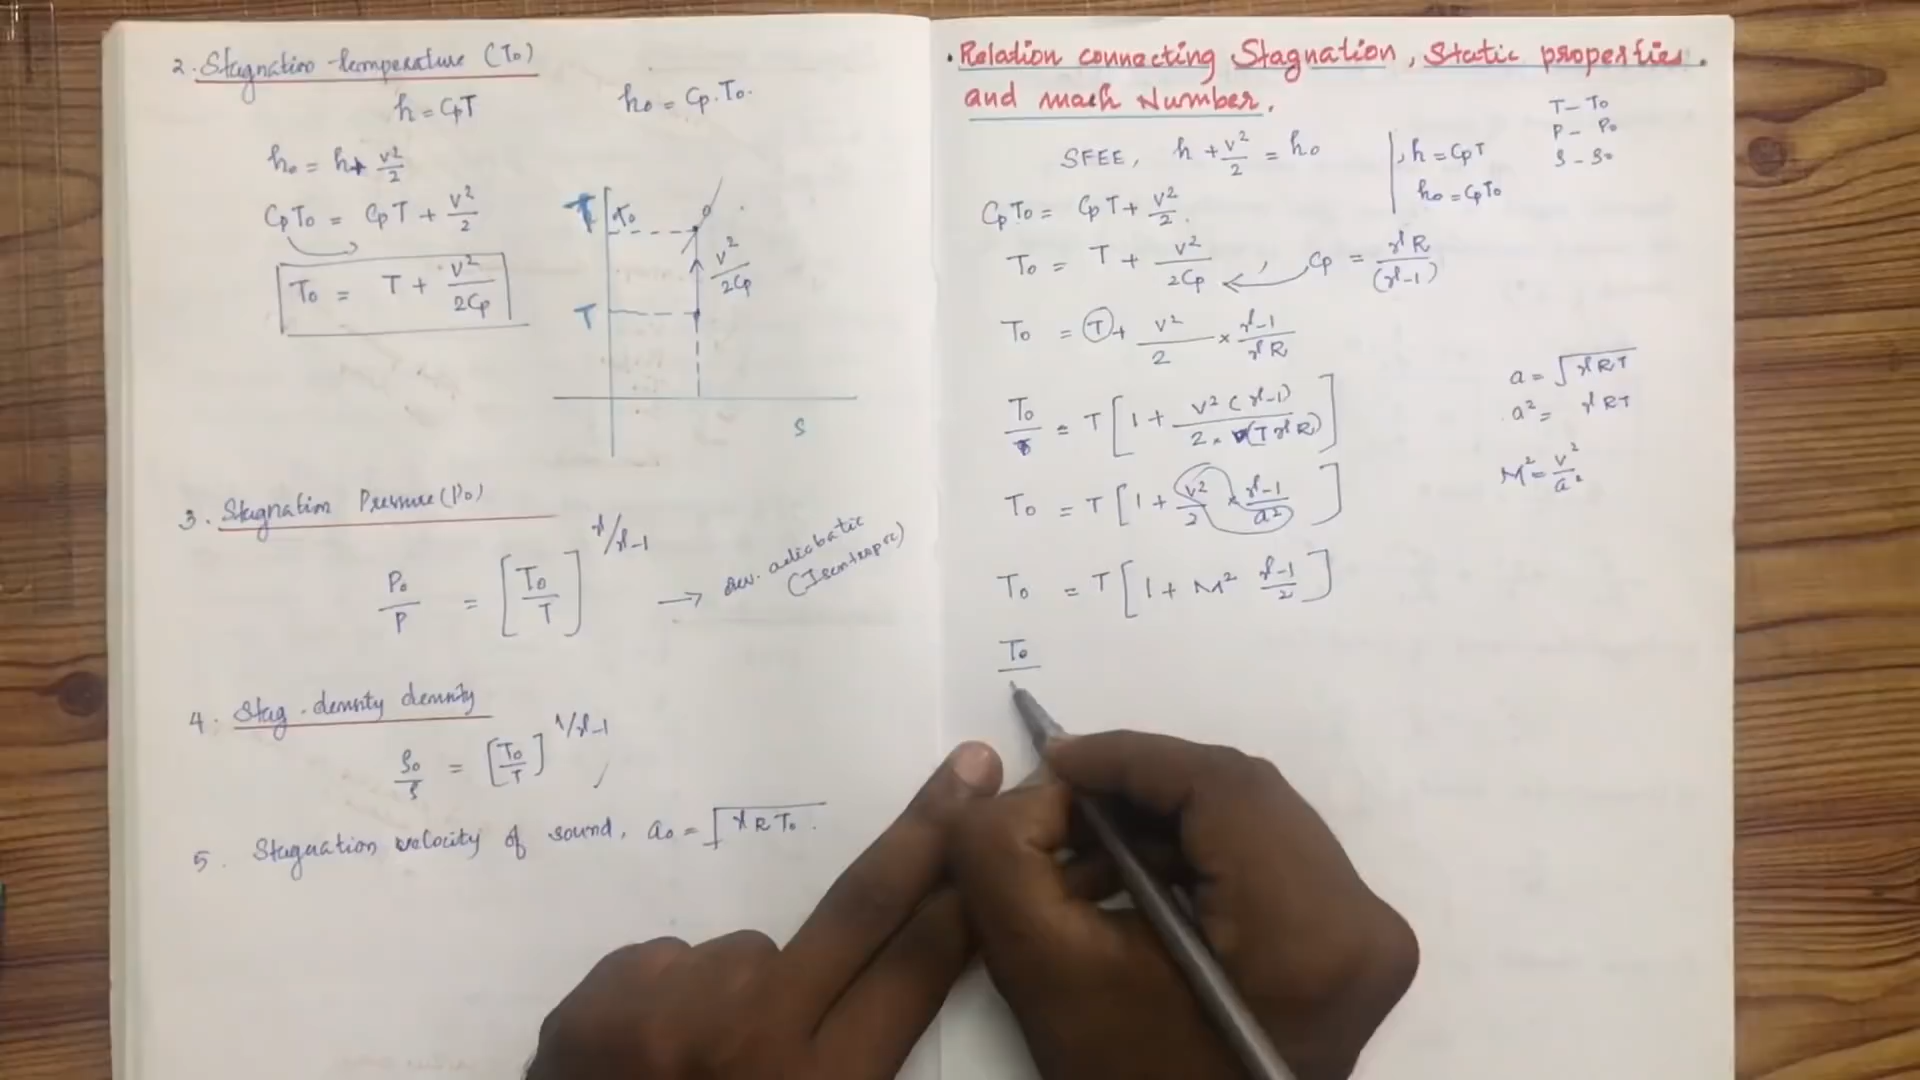 2. Stagnation temperature (T₀)
h = CpT
h₀ = Cp.T₀.
h₀ = h + v²/2
CpT₀ = CpT + v²/2
T₀ = T + v²/2Cp
T
T₀
0
v²/2Cp
T
S
3. Stagnation Pressure (P₀)
P₀/P = [T₀/T]^γ/γ-1 → rev. adiabatic
(Isentropic)
4. Stag. density density
ρ₀/ρ = [T₀/T]^1/γ-1
5. Stagnation velocity of sound, a₀ = √γRT₀.
• Relation connecting Stagnation, Static properties.
and mach Number.
T - T₀
P - P₀
ρ - ρ₀
SFEE, h + v²/2 = h₀
, h = CpT
h₀ = CpT₀
CpT₀ = CpT + v²/2.
T₀ = T + v²/2Cp , Cp = γR/(γ-1)
T₀ = T + v²/2 × γ-1/γR
a = √γRT
a² = γRT
T₀ = T[1 + v²(γ-1)/2 × (TγR)]
M² = v²/a²
T₀ = T[1 + v²/2 × γ-1/a²]
T₀ = T[1 + M² γ-1/2]
T₀